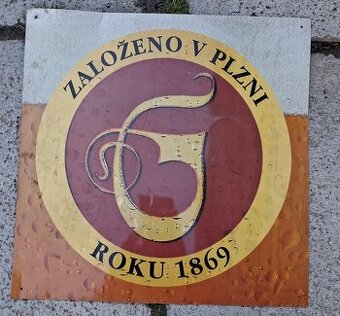 ZALOŽENO V PLZNI
ROKU 1869